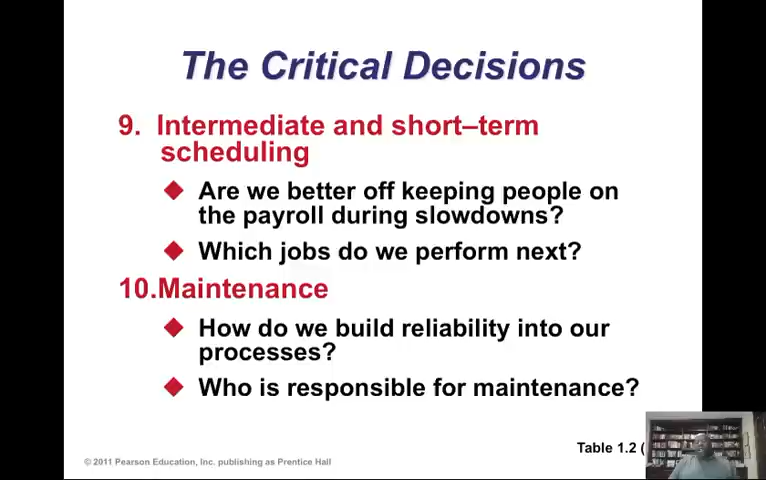 The Critical Decisions
9. Intermediate and short–term
scheduling
Are we better off keeping people on
the payroll during slowdowns?
Which jobs do we perform next?
10.Maintenance
How do we build reliability into our
processes?
Who is responsible for maintenance?
Table 1.2 (
© 2011 Pearson Education, Inc. publishing as Prentice Hall